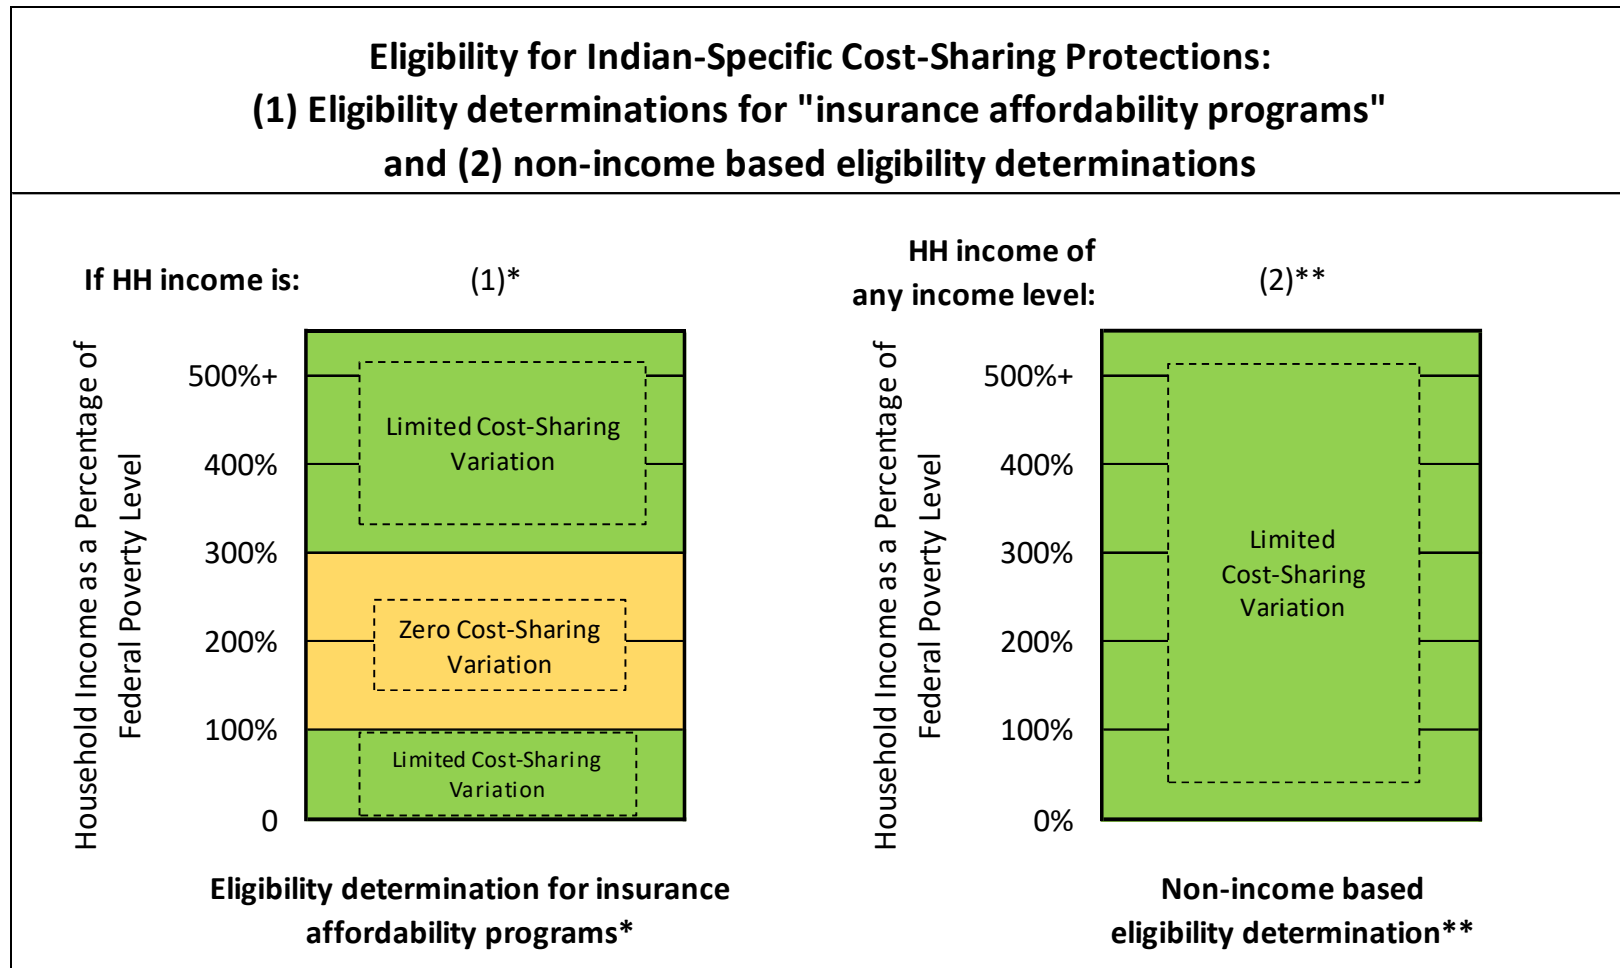 Eligibility for Indian-Specific Cost-Sharing Protections:
(1) Eligibility determinations for "insurance affordability programs"
and (2) non-income based eligibility determinations
If HH income is:
(1)*
Household Income as a Percentage of
Federal Poverty Level
500%+
400%
300%
200%
100%
0
Limited Cost-Sharing
Variation
Zero Cost-Sharing
Variation
Limited Cost-Sharing
Variation
Eligibility determination for insurance
affordability programs*
HH income of
any income level:
(2)**
Household Income as a Percentage of
Federal Poverty Level
500%+
400%
300%
200%
100%
0%
Limited
Cost-Sharing
Variation
Non-income based
eligibility determination**